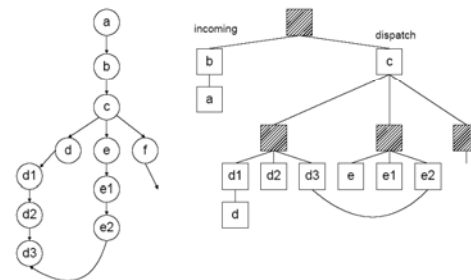 a
b
c
d
e
f
d1
e1
d2
e2
d3
incoming
dispatch
b
c
a
d1
d2
d3
e
e1
e2
d